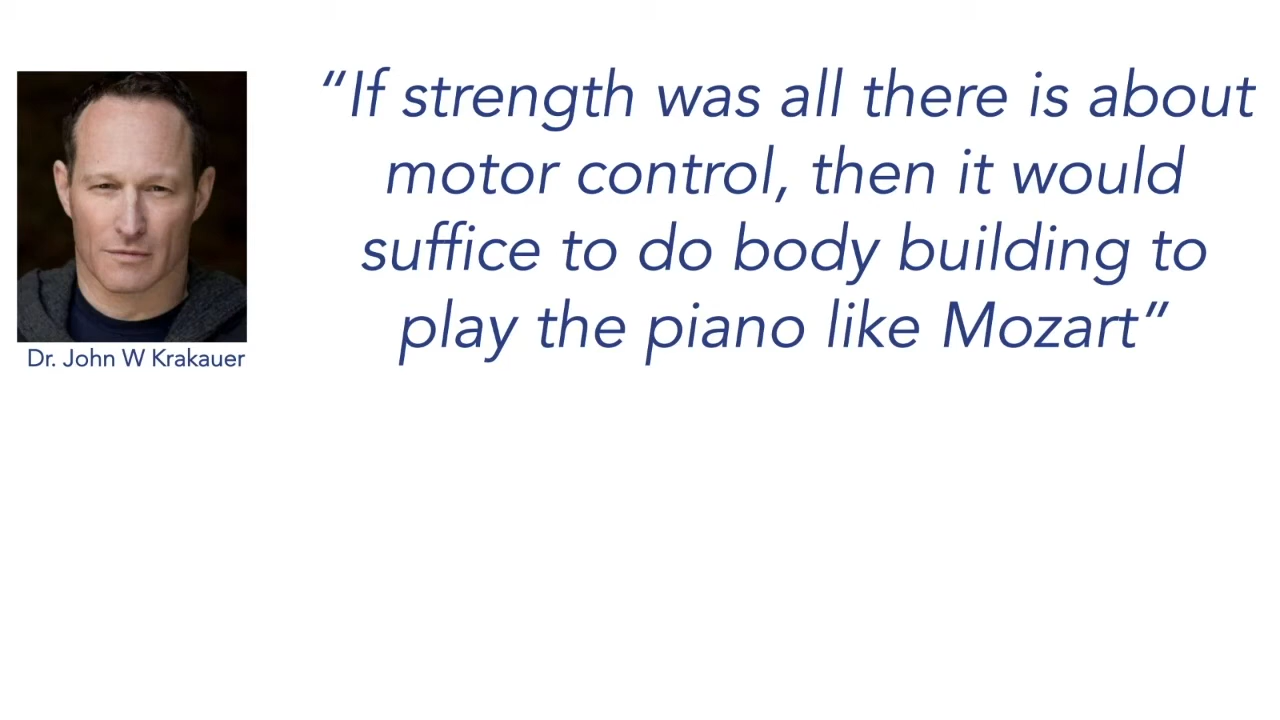 “If strength was all there is about
motor control, then it would
suffice to do body building to
play the piano like Mozart”
Dr. John W Krakauer